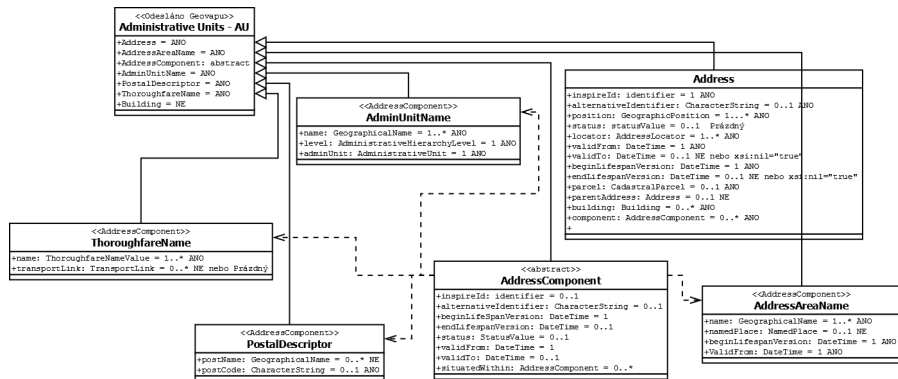 <<Odesláno Geovapu>>
Administrative Units - AU
+Address = ANO
+AddressAreaName = ANO
+AddressComponent: abstract
+AdminUnitName = ANO
+PostalDescriptor = ANO
+ThoroughfareName = ANO
+Building = NE
<<AddressComponent>>
AdminUnitName
+name: GeographicalName = 1..* ANO
+level: AdministrativeHierarchyLevel = 1 ANO
+adminUnit: AdministrativeUnit = 1 ANO
Address
+inspireId: identifier = 1 ANO
+alternativeIdentifier: CharacterString = 0..1 ANO
+position: GeographicPosition = 1...* ANO
+status: statusValue = 0..1 Prázdný
+locator: AddressLocator = 1..* ANO
+validFrom: DateTime = 1 ANO
+validTo: DateTime = 0..1 NE nebo xsi:nil="true"
+beginLifespanVersion: DateTime = 1 ANO
+endLifespanVersion: DateTime = 0..1 NE nebo xsi:nil="true"
+parcel: CadastralParcel = 0..1 ANO
+parentAddress: Address = 0..1 NE
+building: Building = 0..* ANO
+component: AddressComponent = 0..* ANO
+
<<AddressComponent>>
ThoroughfareName
+name: ThoroughfareNameValue = 1..* ANO
+transportLink: TransportLink = 0..* NE nebo Prázdný
<<abstract>>
AddressComponent
+inspireId: identifier = 0..1
+alternativeIdentifier: CharacterString = 0..1
+beginLifeSpanVersion: DateTime = 1
+endLifespanVersion: DateTime = 0..1
+status: StatusValue = 0..1
+validFrom: DateTime = 1
+validTo: DateTime = 0..1
+situatedWithin: AddressComponent = 0..*
<<AddressComponent>>
AddressAreaName
+name: GeographicalName = 1..* ANO
+namedPlace: NamedPlace = 0..1 NE
+beginLifespanVersion: DateTime = 1 ANO
+ValidFrom: DateTime = 1 ANO
<<AddressComponent>>
PostalDescriptor
+postName: GeographicalName = 0..* NE
+postCode: CharacterString = 0..1 ANO